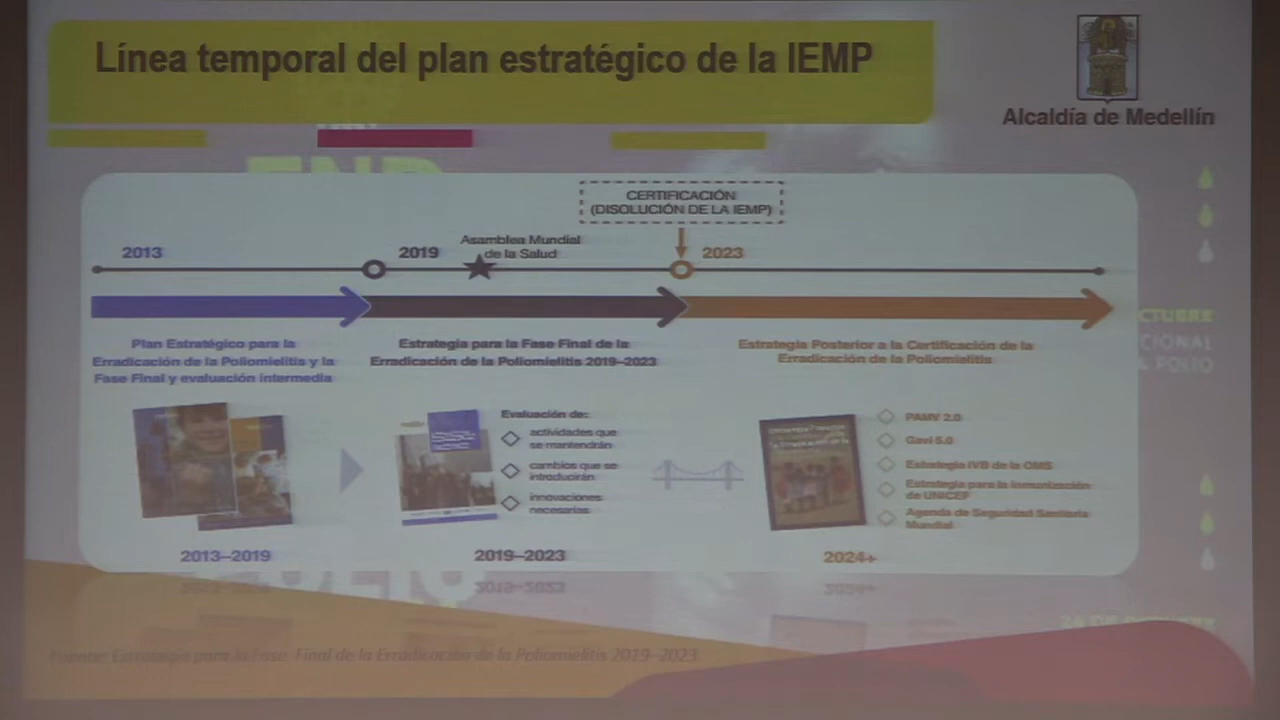 Línea temporal del plan estratégico de la IEMP
Alcaldía de Medellín
CERTIFICACIÓN
(DISOLUCIÓN DE LA IEMP)
2013
2019
Asamblea Mundial
de la Salud
2023
Plan Estratégico para la
Erradicación de la Poliomielitis y la
Fase Final y evaluación intermedia
Estrategia para la Fase Final de la
Erradicación de la Poliomielitis 2019–2023
Estrategia Posterior a la Certificación de la
Erradicación de la Poliomielitis
Evaluación de:
actividades que
se mantendrán
cambios que se
introducirán
innovaciones
necesarias
PAMV 2.0
Gavi 5.0
Estrategia IVB de la OMS
Estrategia para la inmunización
de UNICEF
Agenda de Seguridad Sanitaria
Mundial
2013–2019
2019–2023
2024+
CTUBRE
CIONAL
POLIO
Fuente: Estrategia para la Fase Final de la Erradicación de la Poliomielitis 2019–2023